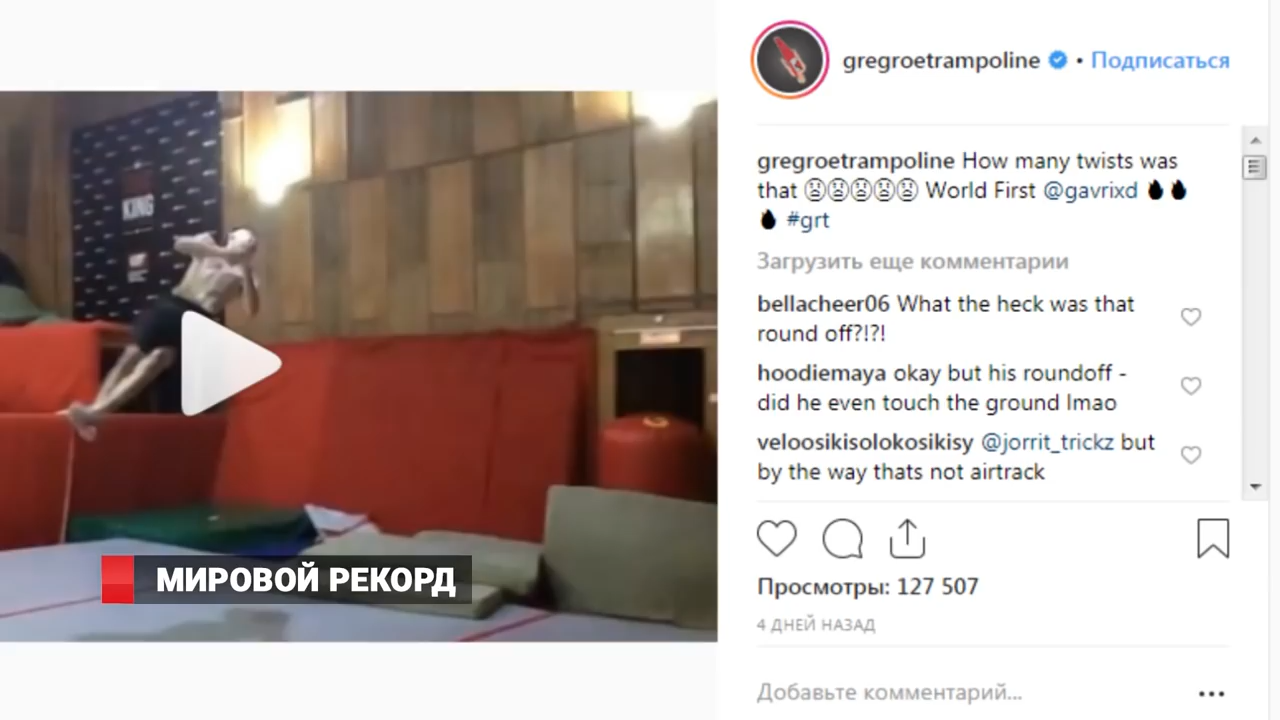 gregroetrampoline • Подписаться
gregroetrampoline How many twists was
that 😧😧😧😧😧 World First @gavrixd 🔥🔥
🔥 #grt
Загрузить еще комментарии
bellacheer06 What the heck was that
round off?!?!
hoodiemaya okay but his roundoff -
did he even touch the ground lmao
veloosikisolokosikisy @jorrit_trickz but
by the way thats not airtrack
Просмотры: 127 507
4 ДНЕЙ НАЗАД
Добавьте комментарий...
KING
МИРОВОЙ РЕКОРД